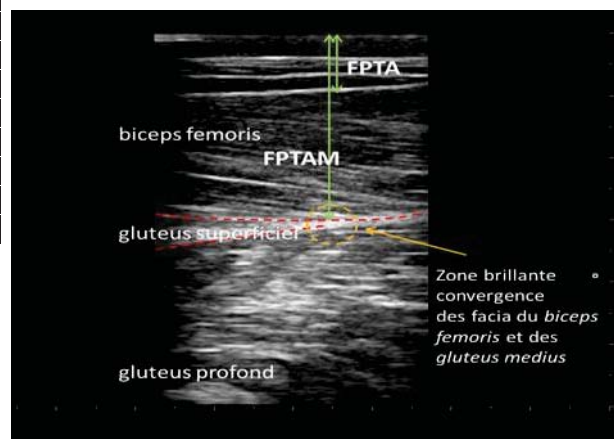 FPTA
biceps femoris
FPTAM
gluteus superficiel
Zone brillante
convergence
des facia du biceps
femoris et des
gluteus medius
gluteus profond